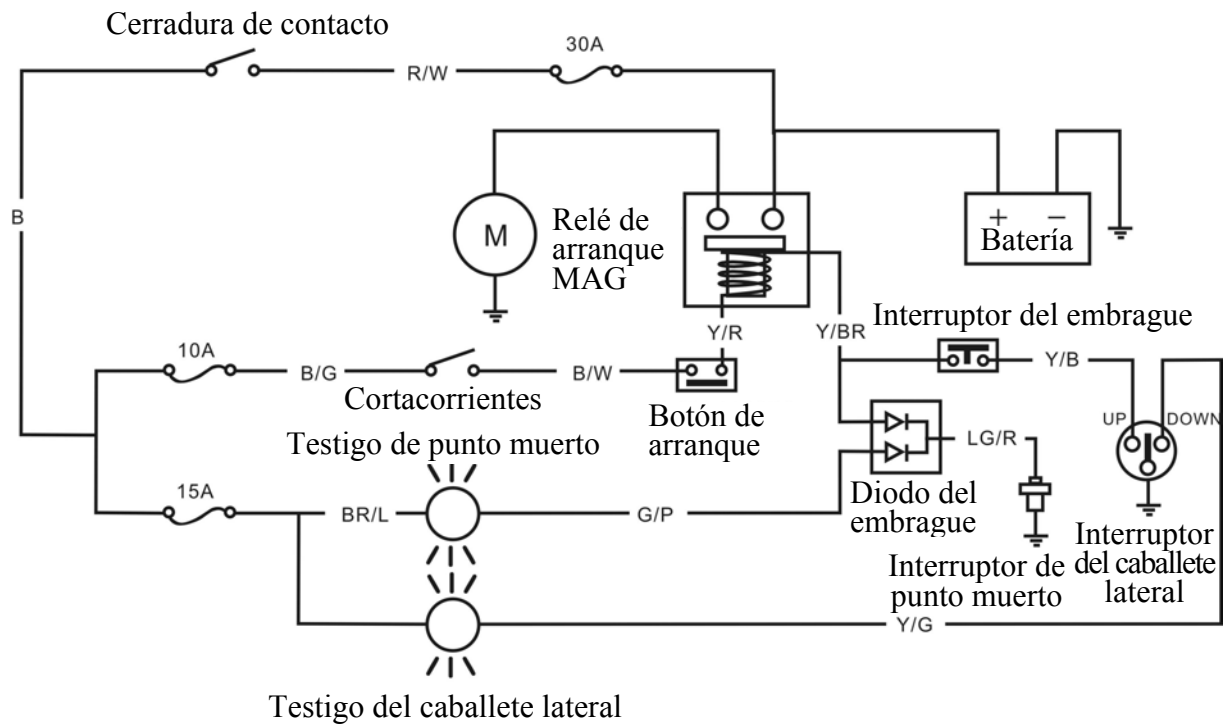 Cerradura de contacto
30A
R/W
B
M
Relé de
arranque
MAG
+ −
Batería
Y/R
Y/BR
Interruptor del embrague
10A
B/G
B/W
Y/B
Cortacorrientes
Botón de
arranque
UP
DOWN
Testigo de punto muerto
LG/R
15A
BR/L
G/P
Diodo del
embrague
Interruptor
del caballete
lateral
Interruptor de
punto muerto
Y/G
Testigo del caballete lateral